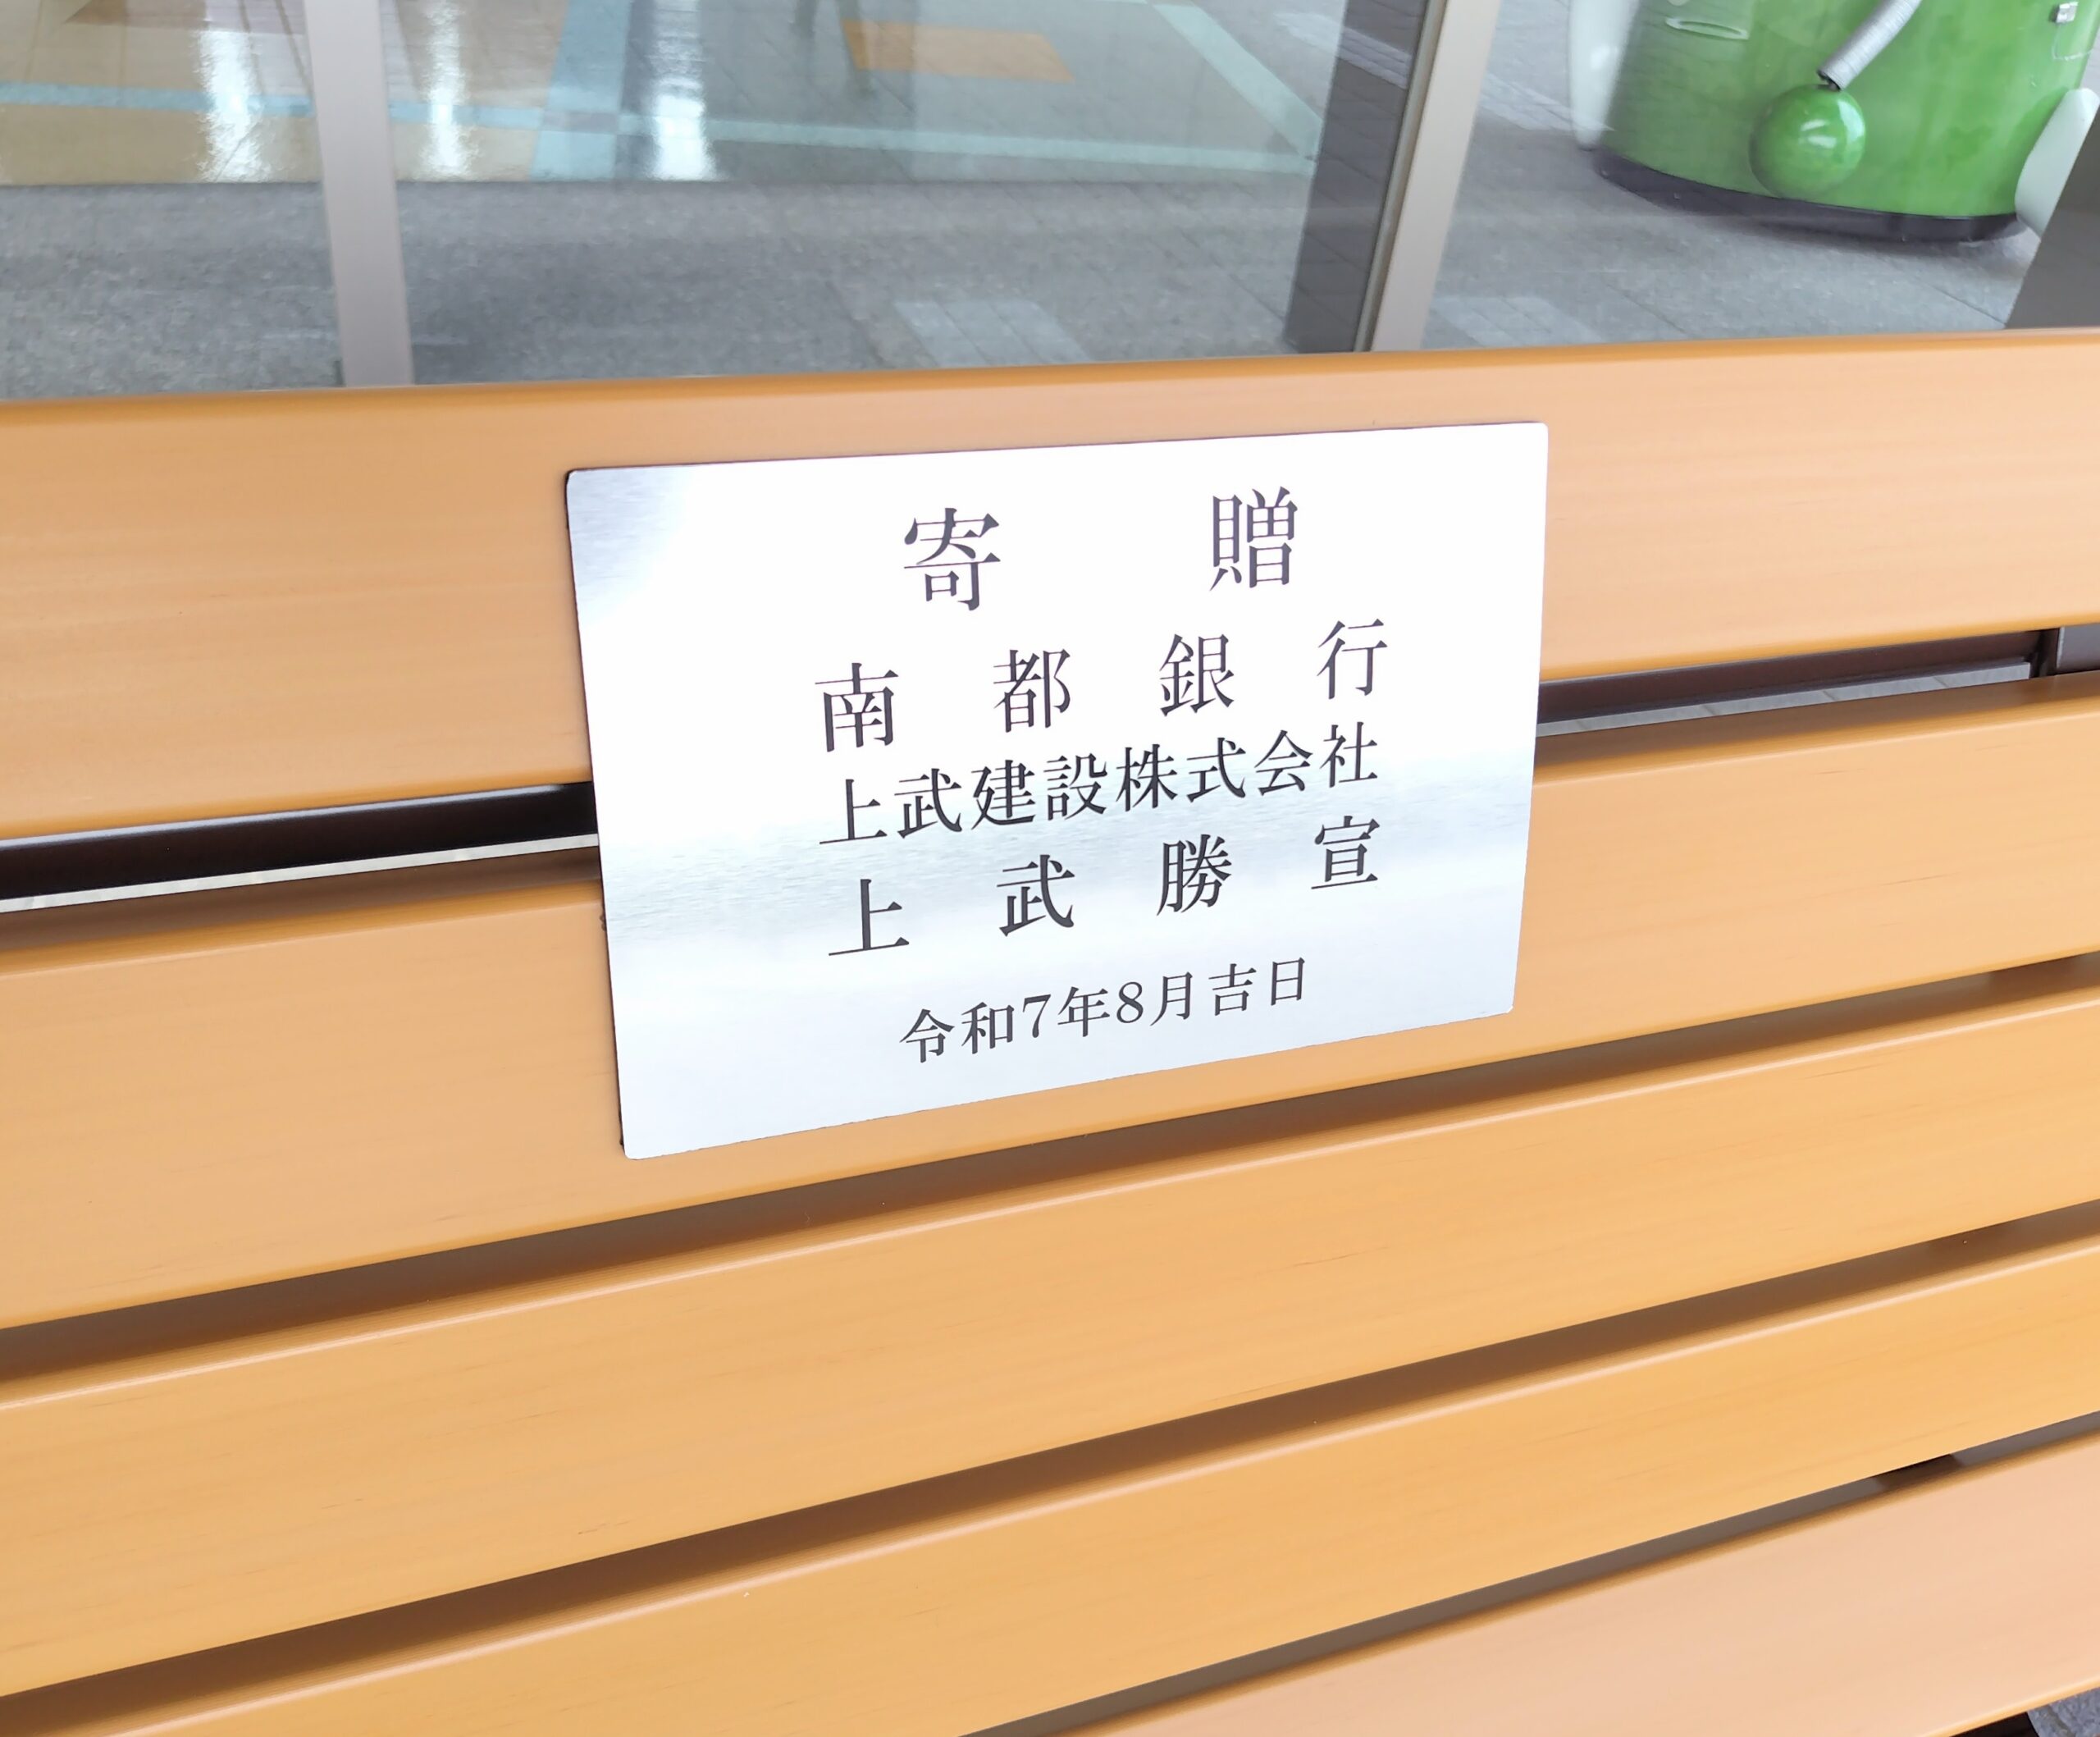 寄贈
南都銀行
上武建設株式会社
上武勝宣
令和7年8月吉日